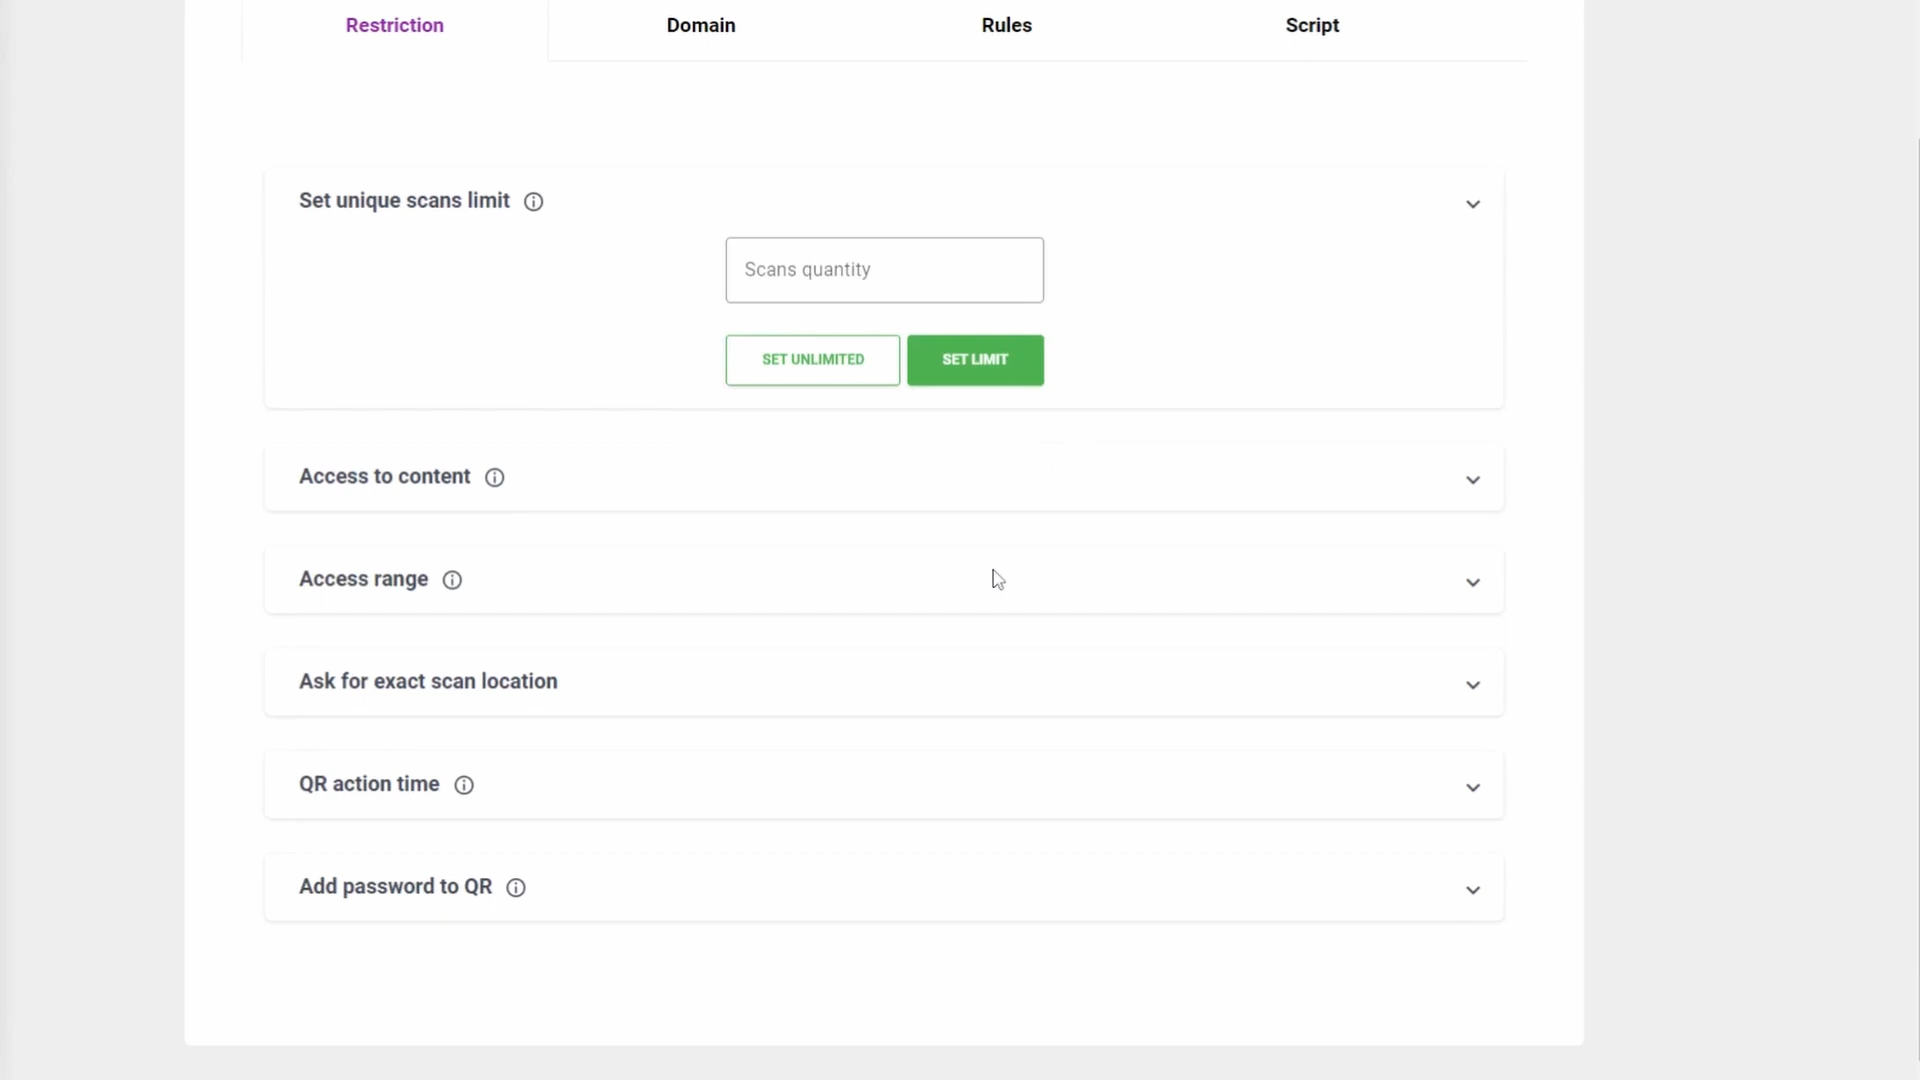 Restriction
Domain
Rules
Script
Set unique scans limit
Scans quantity
SET UNLIMITED
SET LIMIT
Access to content
Access range
Ask for exact scan location
QR action time
Add password to QR